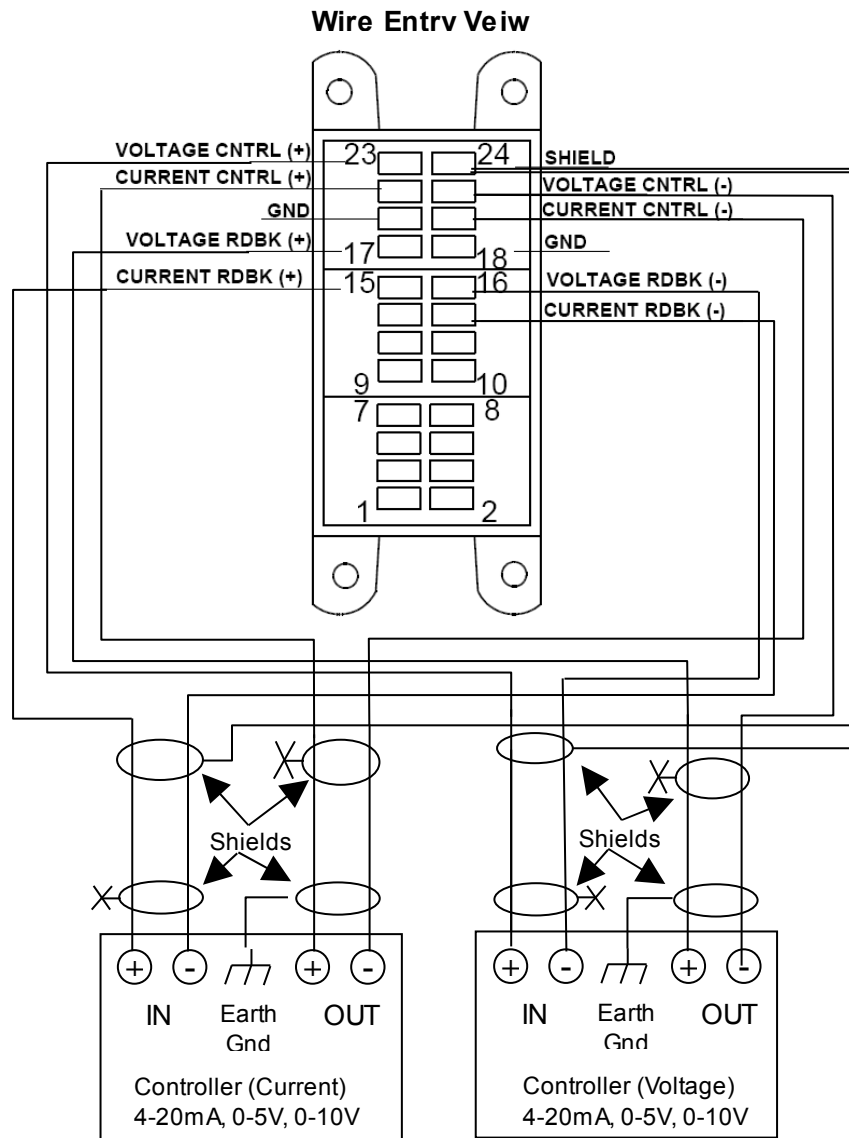 Wire Entrv Veiw
VOLTAGE CNTRL (+)
23
24
SHIELD
CURRENT CNTRL (+)
VOLTAGE CNTRL (-)
GND
CURRENT CNTRL (-)
VOLTAGE RDBK (+)
17
18
GND
CURRENT RDBK (+)
15
16
VOLTAGE RDBK (-)
CURRENT RDBK (-)
9
10
7
8
1
2
Shields
Shields
+
-
+
-
IN
Earth
Gnd
OUT
Controller (Current)
4-20mA, 0-5V, 0-10V
+
-
+
-
IN
Earth
Gnd
OUT
Controller (Voltage)
4-20mA, 0-5V, 0-10V